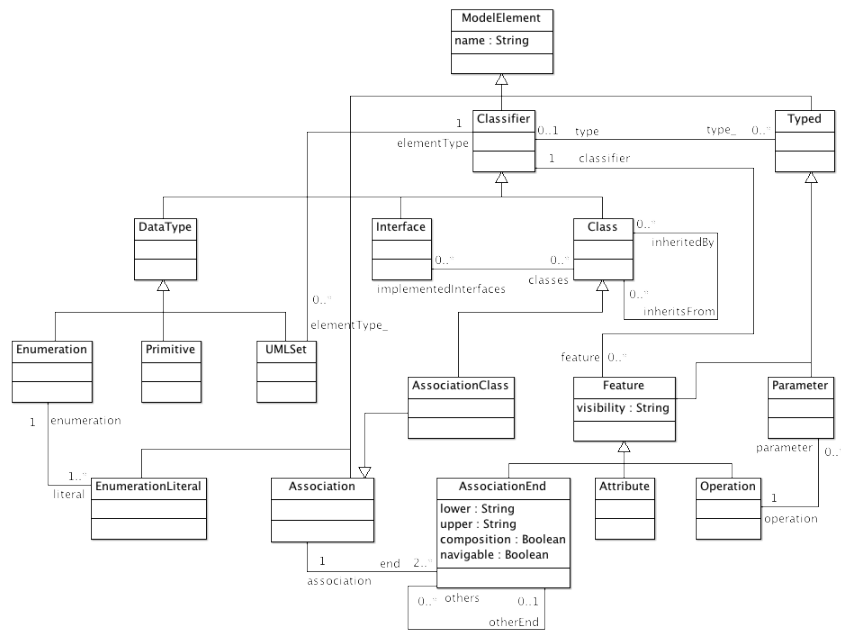 ModelElement
name : String
Classifier
Typed
1
elementType
0..1
type
type_
0..*
1
classifier
DataType
Interface
Class
0..*
inheritedBy
0..*
0..*
implementedInterfaces
classes
0..*
inheritsFrom
0..*
elementType_
Enumeration
Primitive
UMLSet
feature
0..*
AssociationClass
Feature
visibility : String
Parameter
1
enumeration
parameter
0..
1..*
literal
EnumerationLiteral
Association
AssociationEnd
lower : String
upper : String
composition : Boolean
navigable : Boolean
Attribute
Operation
1
operation
1
end
2..*
association
0..*
others
0..1
otherEnd